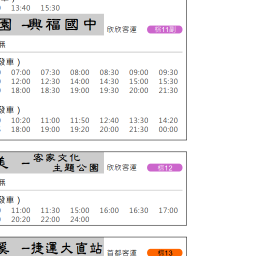 13:40 15:30
園 – 興福國中 欣欣客運 棕11副
無
發車）
07:00 07:30 08:00 08:30 09:00 09:30
12:00 12:30 14:00 14:30 15:00 15:30
18:00 18:30 19:00 19:30 20:00 21:30
發車）
10:20 11:00 11:50 12:40 13:30 14:20
18:00 19:00 19:20 20:00 21:30 00:00
美 – 客家文化主題公園 欣欣客運 棕12
無
發車）
11:00 11:30 15:00 16:00 16:30 17:00
20:20 22:00 24:00
溪 – 捷運大直站 首都客運 棕13